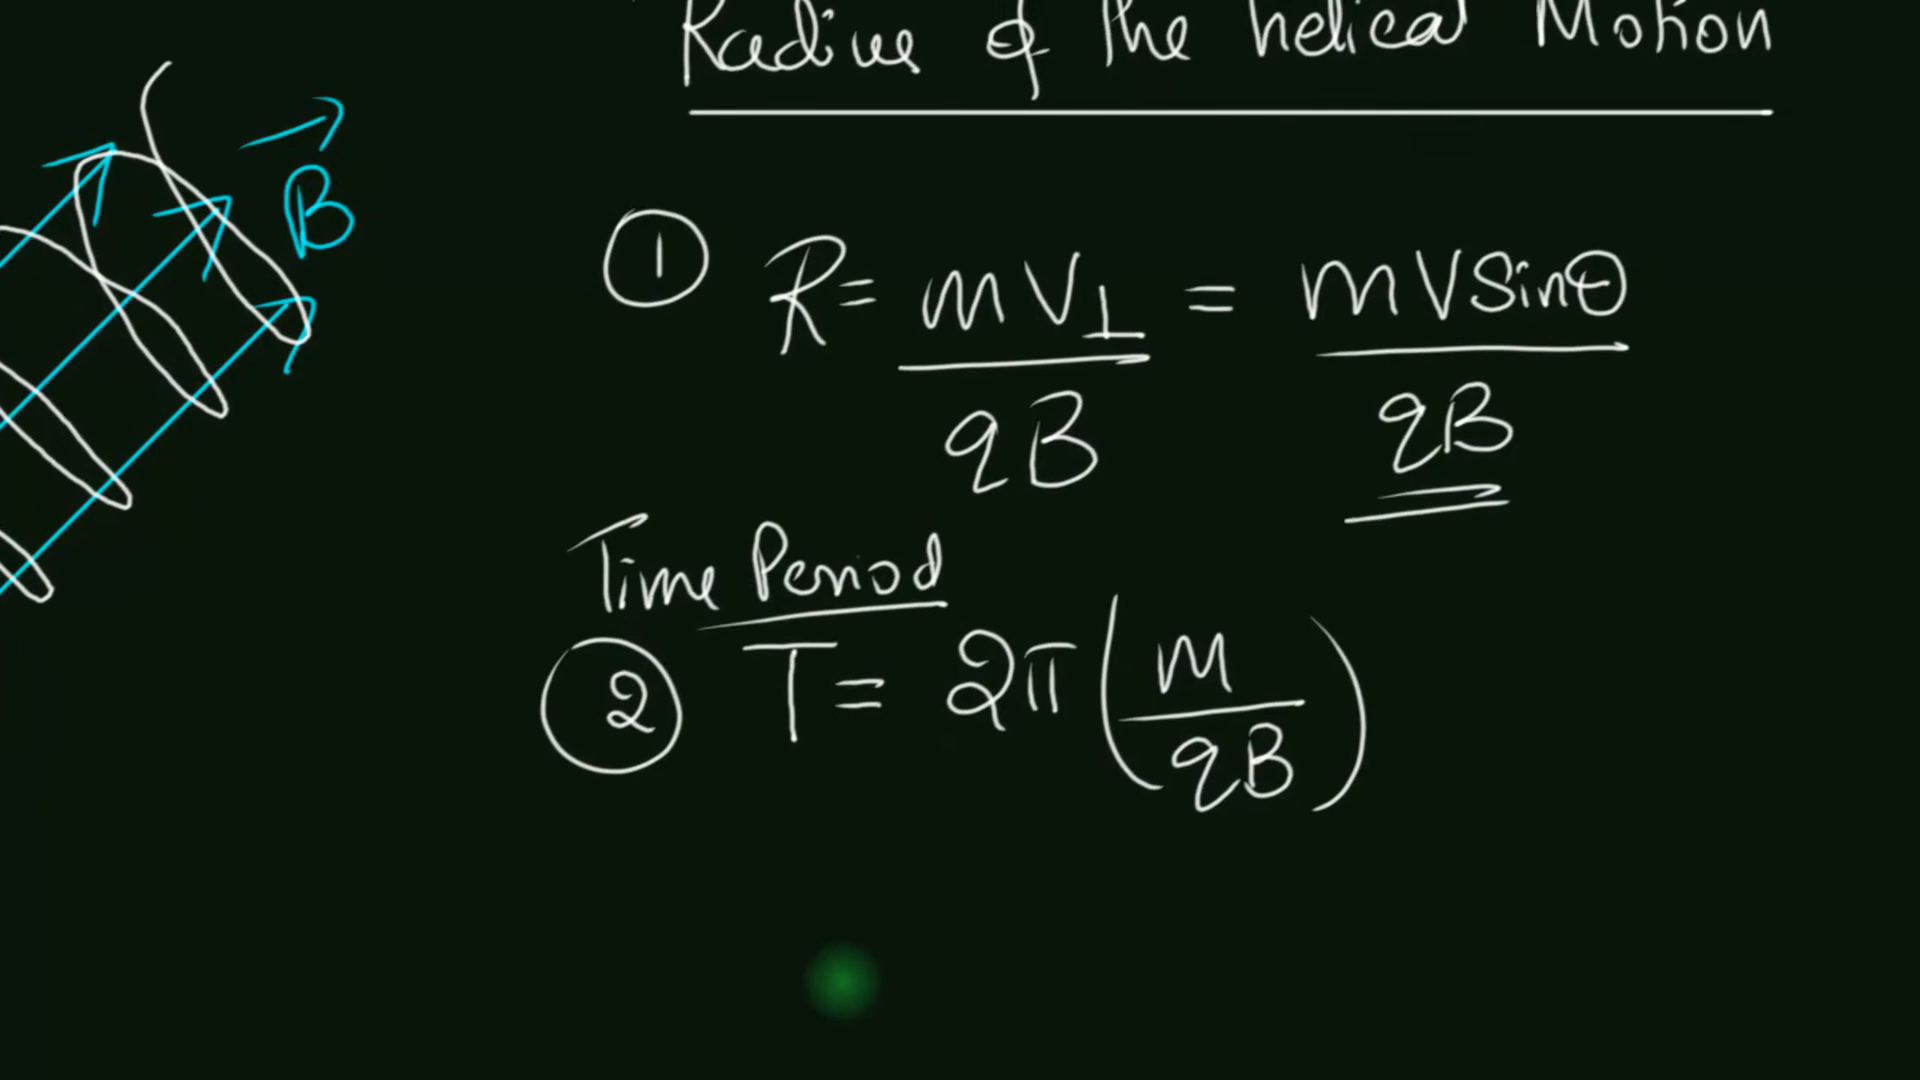 Radius of the helical Motion
B
① R = mV⊥ / qB = mVSinθ / qB
Time Period
② T = 2π (m / qB)